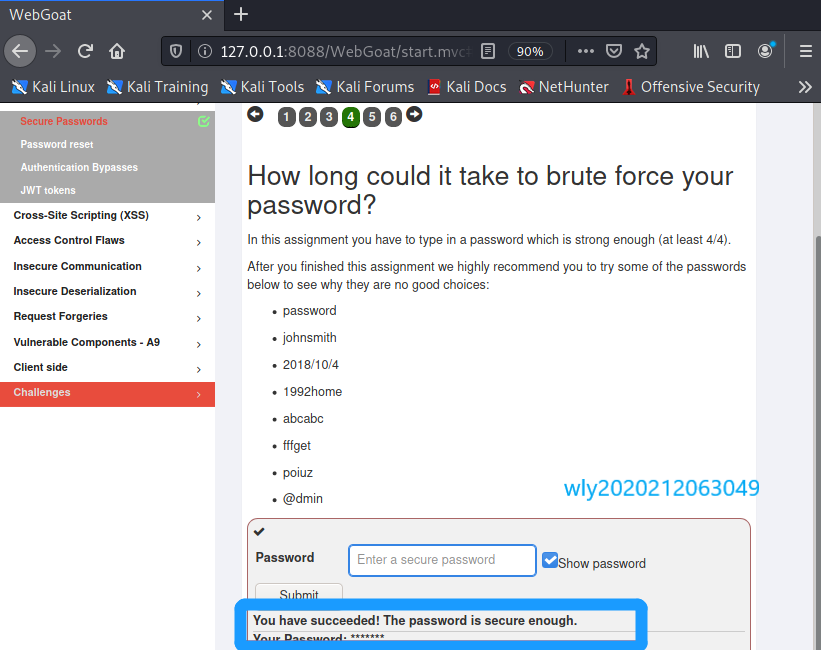 WebGoat
127.0.0.1:8088/WebGoat/start.mvc
90%
Kali Linux Kali Training Kali Tools Kali Forums Kali Docs NetHunter Offensive Security
Secure Passwords
Password reset
Authentication Bypasses
JWT tokens
Cross-Site Scripting (XSS)
Access Control Flaws
Insecure Communication
Insecure Deserialization
Request Forgeries
Vulnerable Components - A9
Client side
Challenges
1 2 3 4 5 6
How long could it take to brute force your
password?
In this assignment you have to type in a password which is strong enough (at least 4/4).
After you finished this assignment we highly recommend you to try some of the passwords
below to see why they are no good choices:
password
johnsmith
2018/10/4
1992home
abcabc
fffget
poiuz
@dmin
wly2020212063049
Password Enter a secure password Show password
Submit
You have succeeded! The password is secure enough.
Your Password: *******